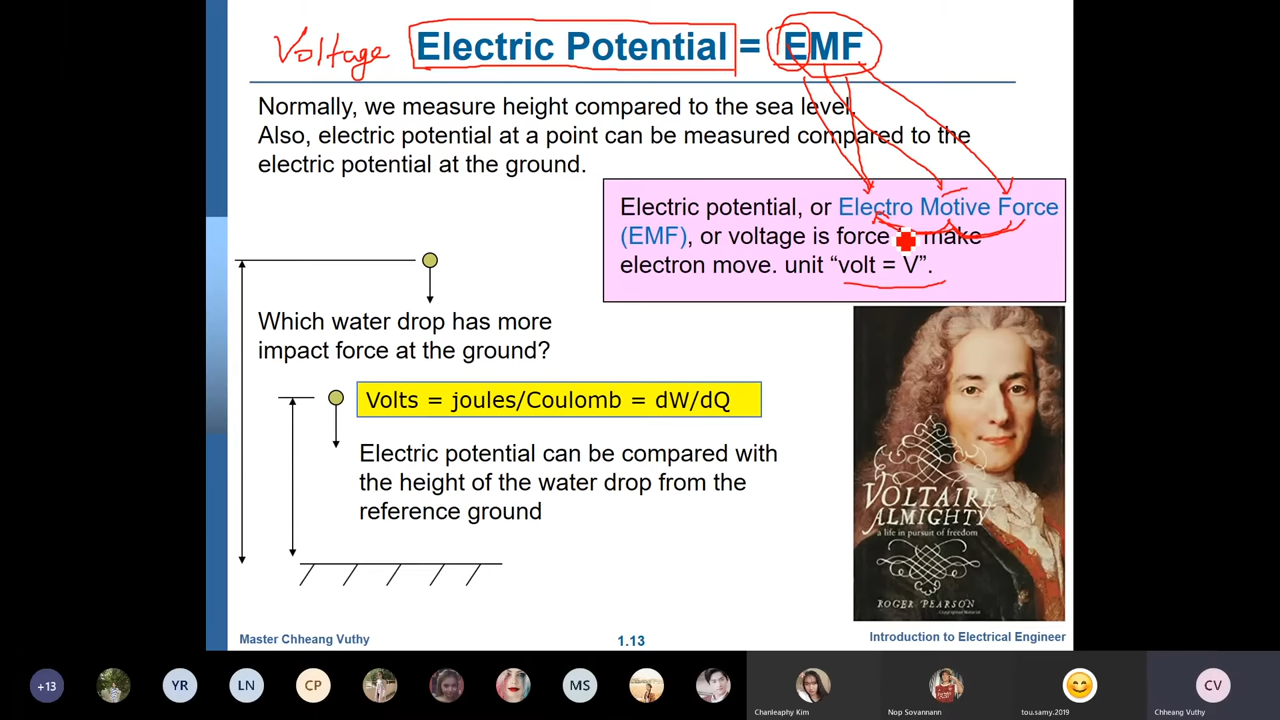 Voltage Electric Potential = EMF
Normally, we measure height compared to the sea level.
Also, electric potential at a point can be measured compared to the
electric potential at the ground.
Electric potential, or Electro Motive Force
(EMF), or voltage is force make
electron move. unit “volt = V”.
Which water drop has more
impact force at the ground?
Volts = joules/Coulomb = dW/dQ
Electric potential can be compared with
the height of the water drop from the
reference ground
VOLTAIRE
ALMIGHTY
a life in pursuit of freedom
ROGER PEARSON
Master Chheang Vuthy
1.13
Introduction to Electrical Engineer
+13
YR
LN
CP
MS
CV
Chanleaphy Kim
Nop Sovannann
tou.samy.2019
Chheang Vuthy